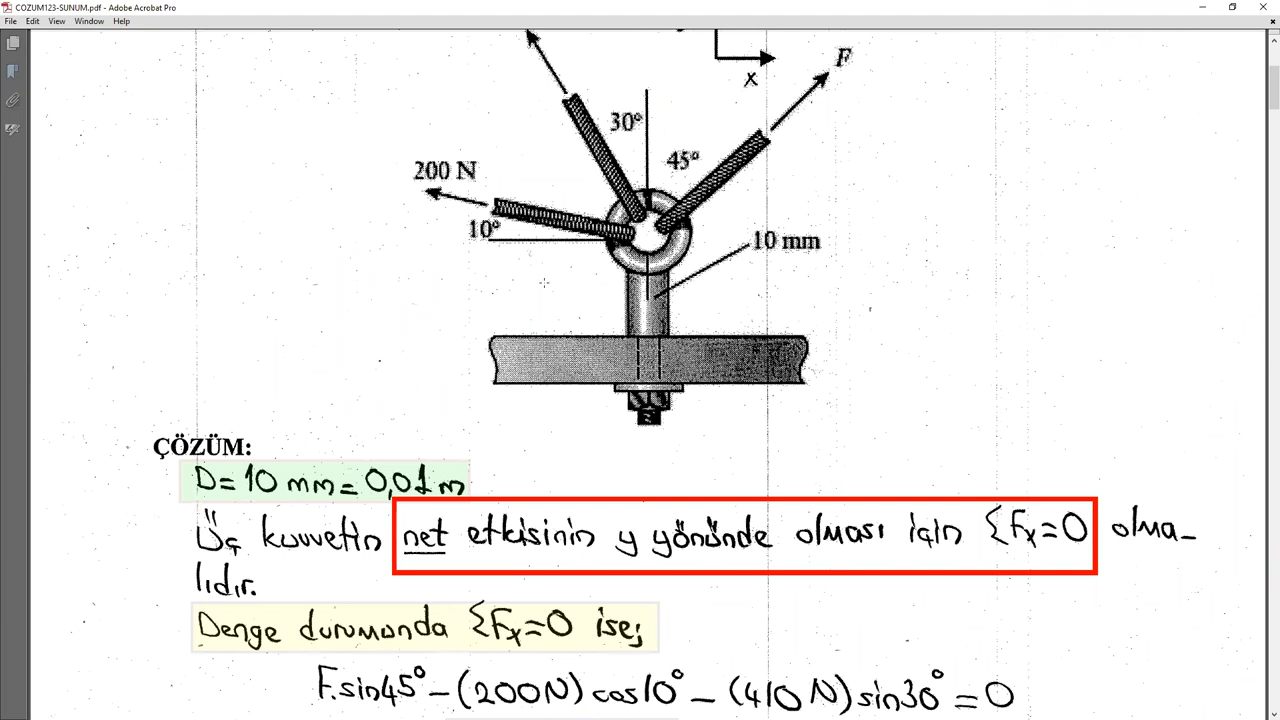 COZUM123-SUNUM.pdf - Adobe Acrobat Pro
File Edit View Window Help
x
F
30°
45°
200 N
10°
10 mm
ÇÖZÜM:
D= 10 mm = 0,01 m
Üç kuvvetin net etkisinin y yönünde olması için ΣFx=0 olma-
lıdır.
Denge durumunda ΣFx=0 ise;
F.sin45° - (200N) cos10° - (410 N) sin30° = 0